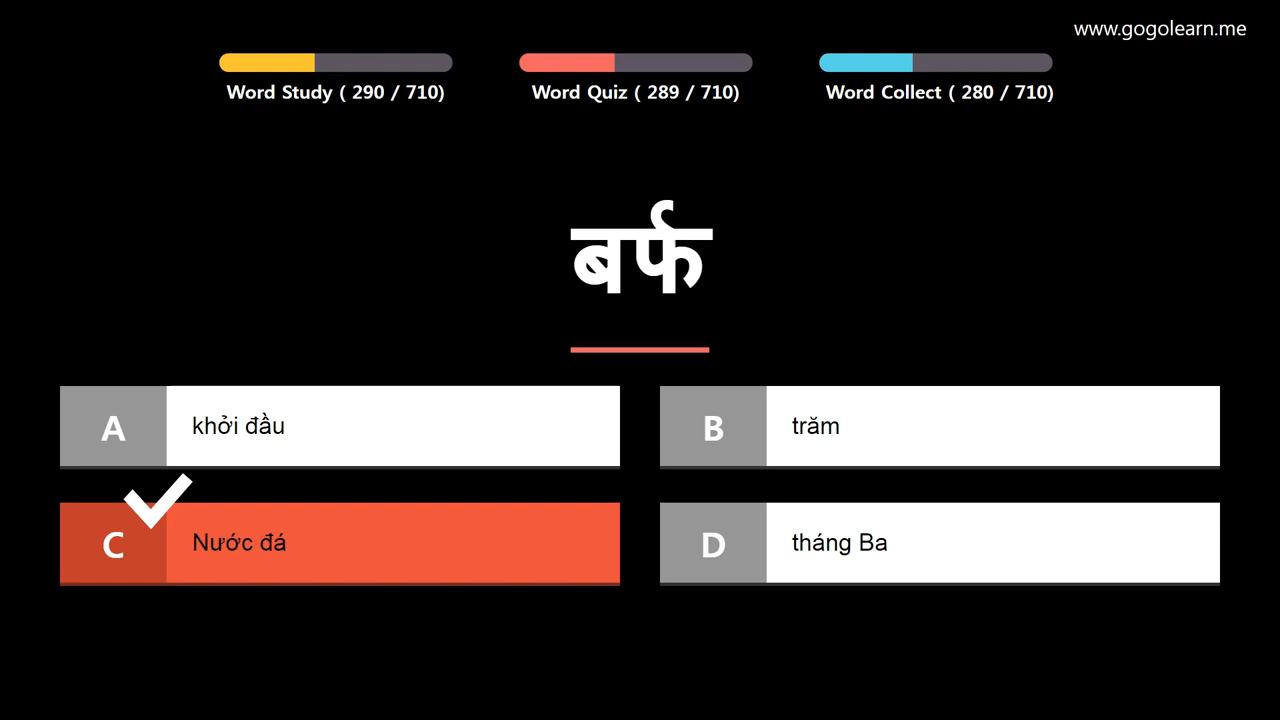 www.gogolearn.me
Word Study ( 290 / 710)
Word Quiz ( 289 / 710)
Word Collect ( 280 / 710)
बर्फ
A
khởi đầu
B
trăm
C
Nước đá
D
tháng Ba